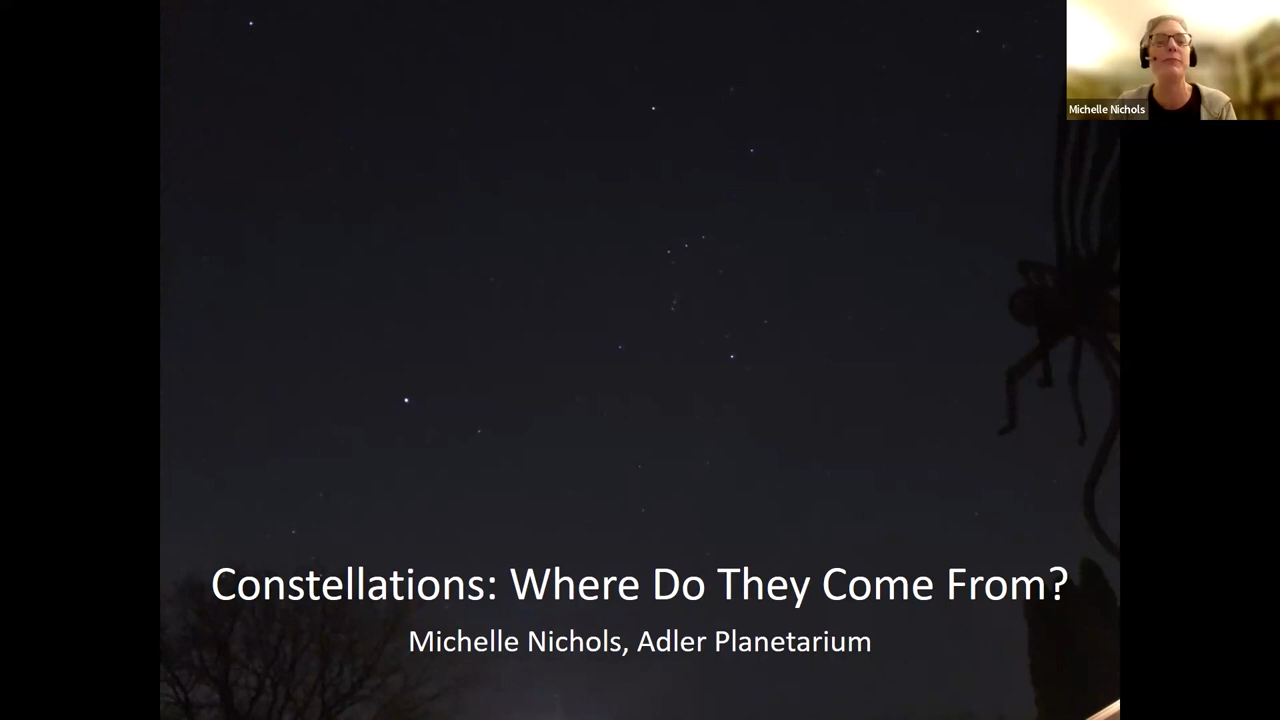 Michelle Nichols
Constellations: Where Do They Come From?
Michelle Nichols, Adler Planetarium